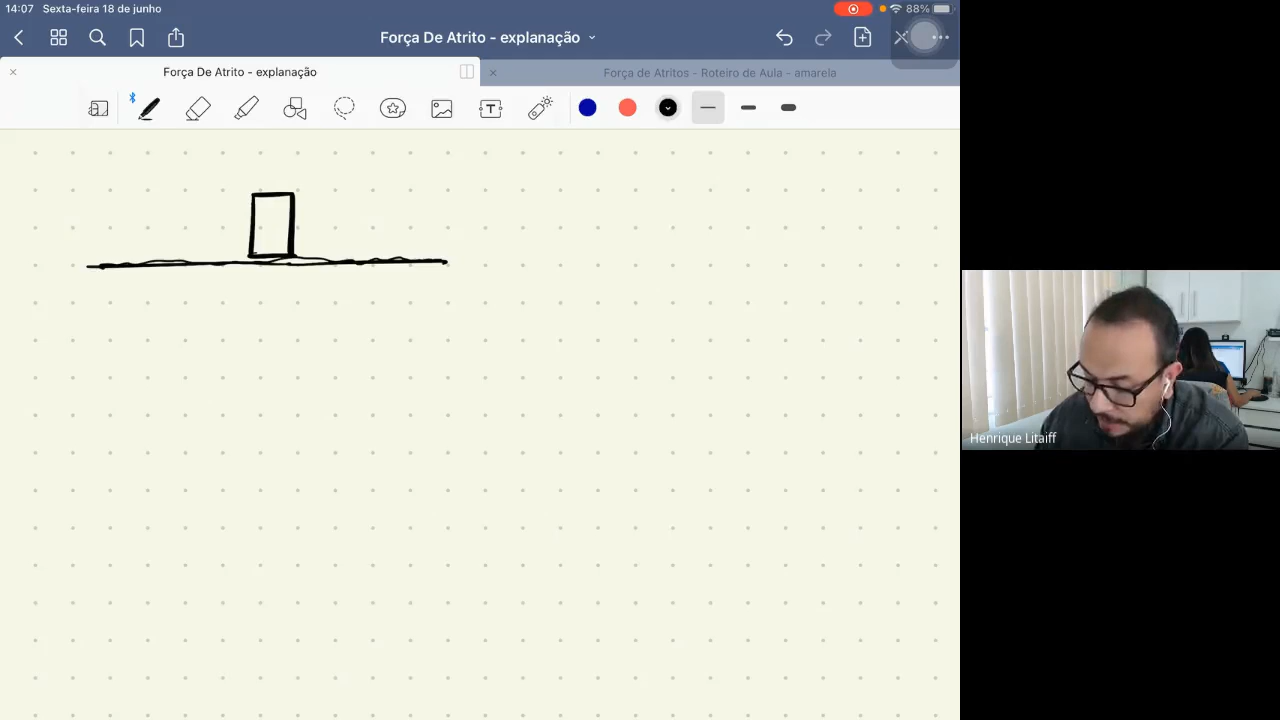 14:07 Sexta-feira 18 de junho
88%
Força De Atrito - explanação
Força De Atrito - explanação
Força de Atritos - Roteiro de Aula - amarela
T
Henrique Litaiff